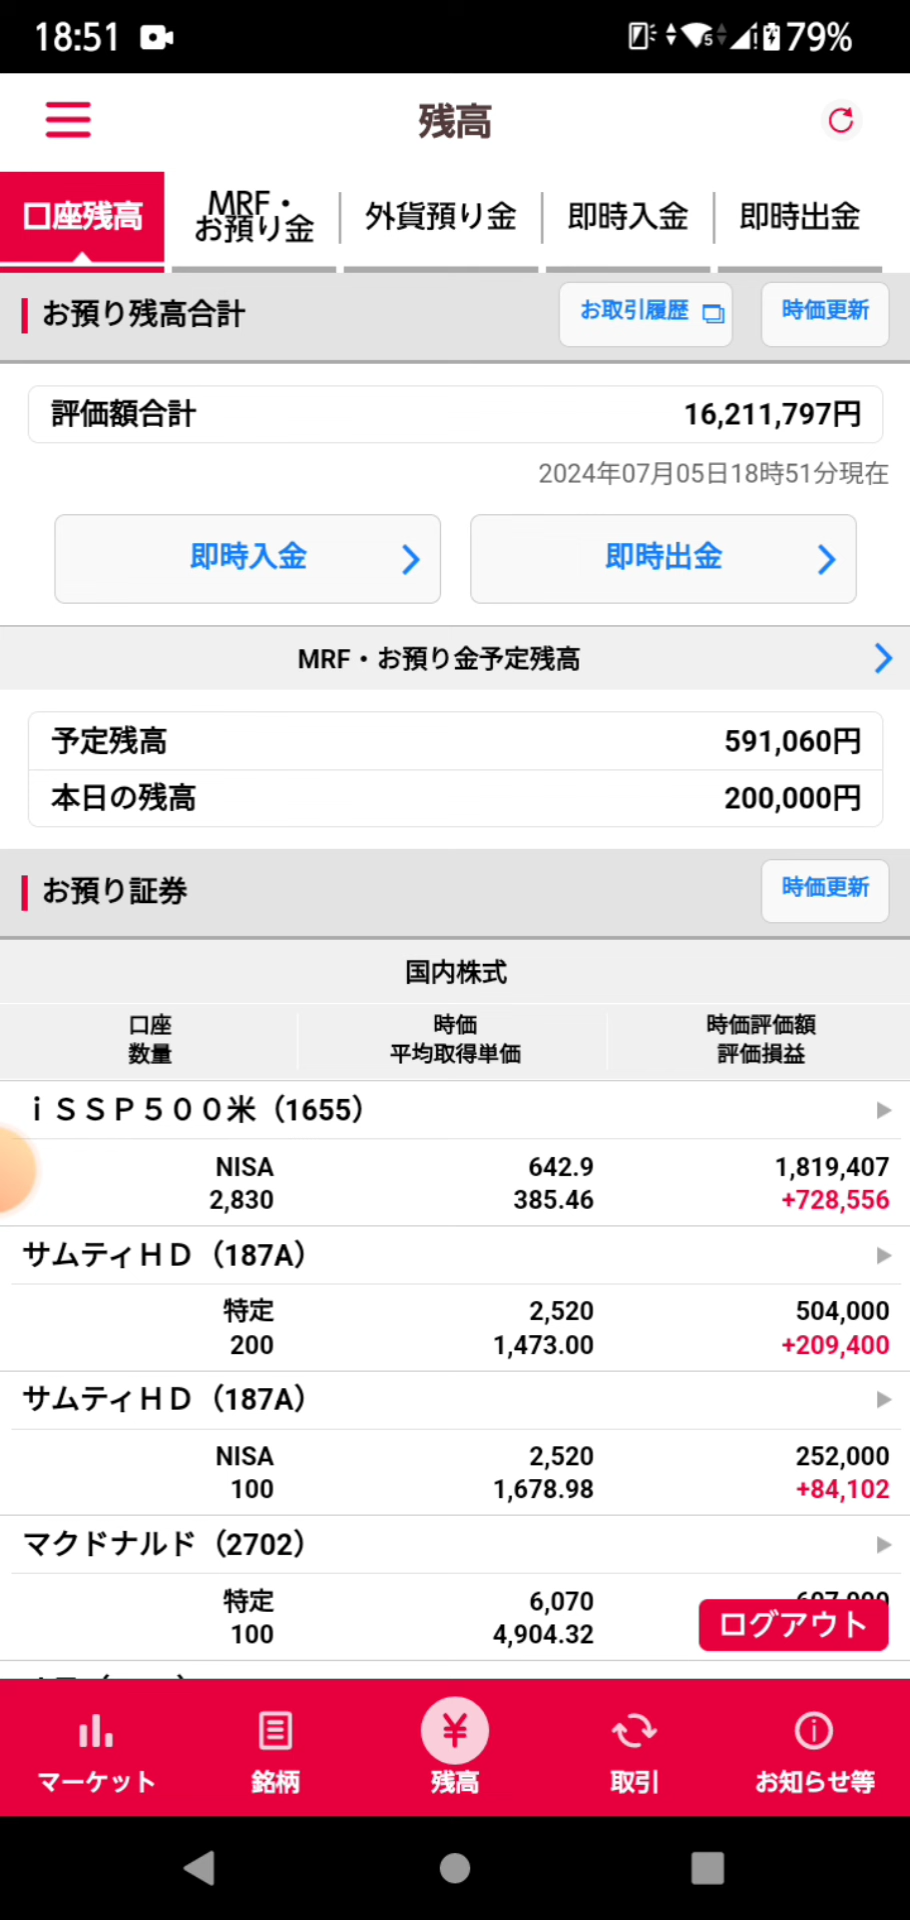 18:51
5
79%
残高
口座残高
MRF・
お預り金
外貨預り金
即時入金
即時出金
お預り残高合計
お取引履歴
時価更新
評価額合計 16,211,797円
2024年07月05日18時51分現在
即時入金
即時出金
MRF・お預り金予定残高
予定残高 591,060円
本日の残高 200,000円
お預り証券
時価更新
国内株式
口座 時価 時価評価額
数量 平均取得単価 評価損益
ｉＳＳＰ５００米（1655）
NISA 642.9 1,819,407
2,830 385.46 +728,556
サムティＨＤ（187A）
特定 2,520 504,000
200 1,473.00 +209,400
サムティＨＤ（187A）
NISA 2,520 252,000
100 1,678.98 +84,102
マクドナルド（2702）
特定 6,070
100 4,904.32
ログアウト
マーケット
銘柄
¥
残高
取引
お知らせ等